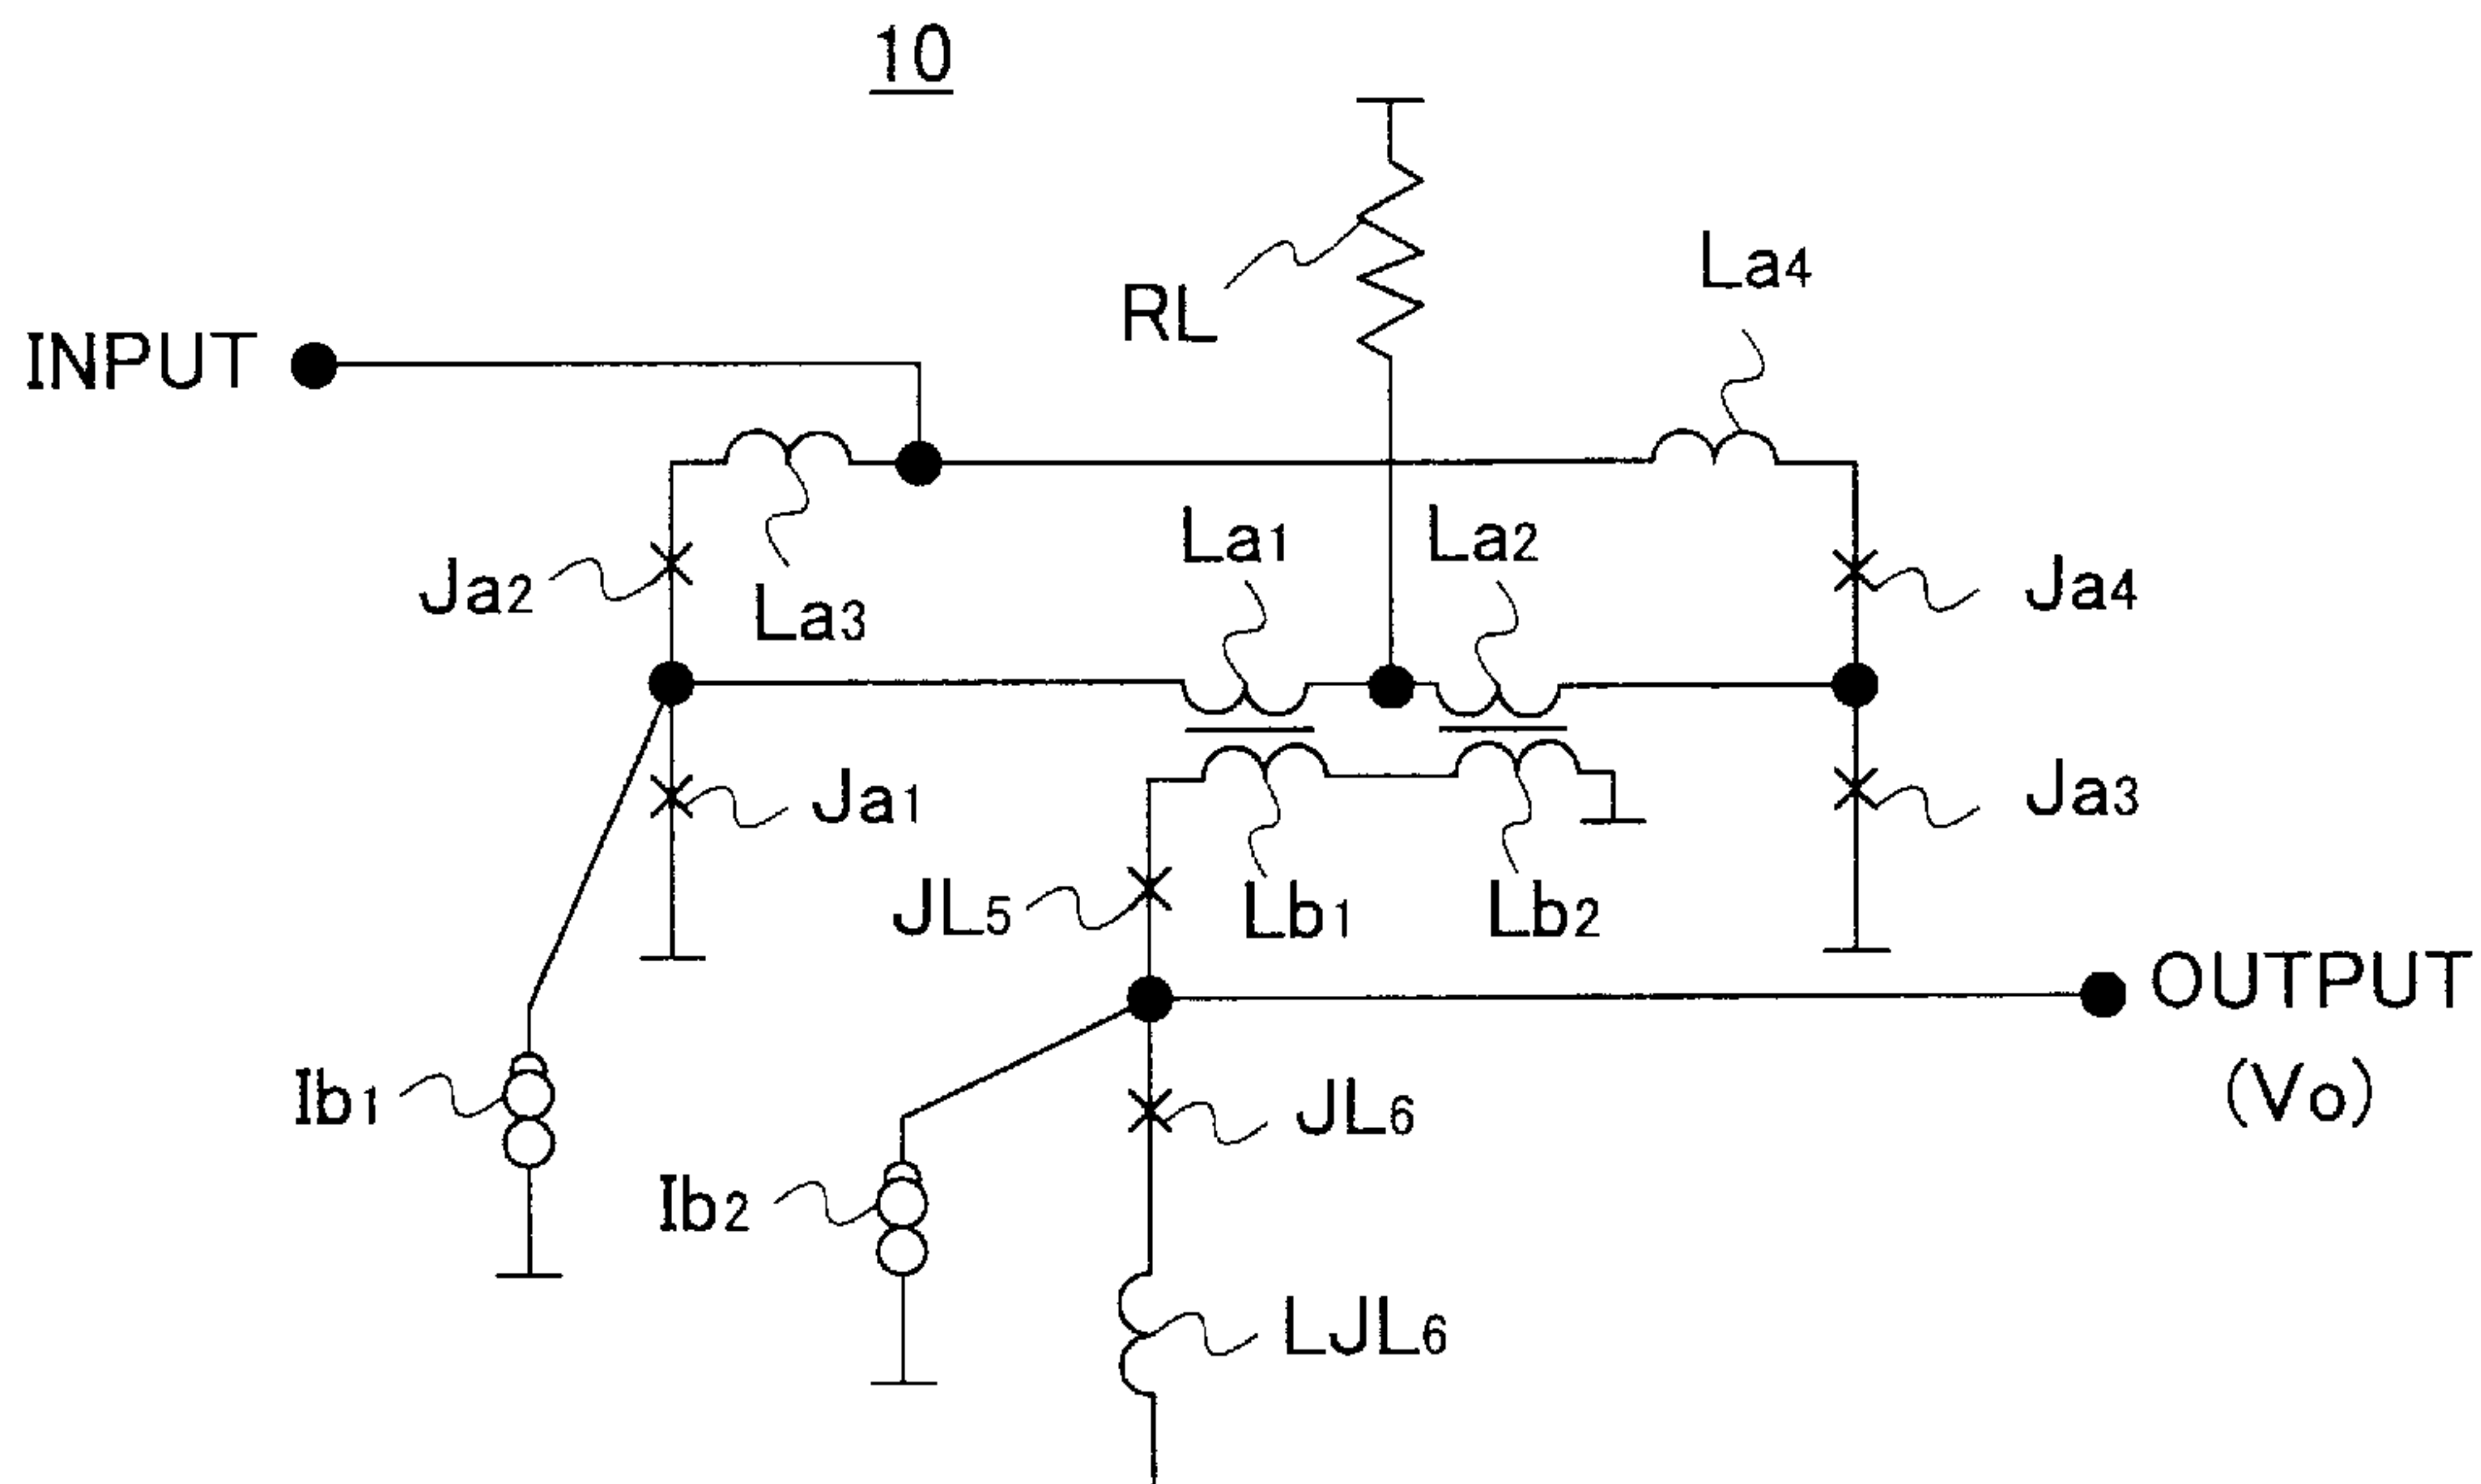 10
La4
RL
INPUT
La1
La2
Ja2
La3
Ja4
Ja1
Ja3
JL5
Lb1
Lb2
OUTPUT
(Vo)
Ib1
JL6
Ib2
LJL6